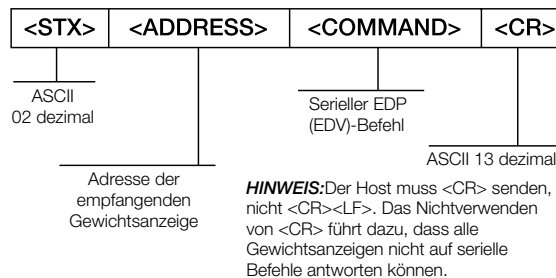 <STX> <ADDRESS> <COMMAND> <CR>
ASCII
02 dezimal
Serieller EDP
(EDV)-Befehl
ASCII 13 dezimal
Adresse der
empfangenden
Gewichtsanzeige
HINWEIS:Der Host muss <CR> senden,
nicht <CR><LF>. Das Nichtverwenden
von <CR> führt dazu, dass alle
Gewichtsanzeigen nicht auf serielle
Befehle antworten können.